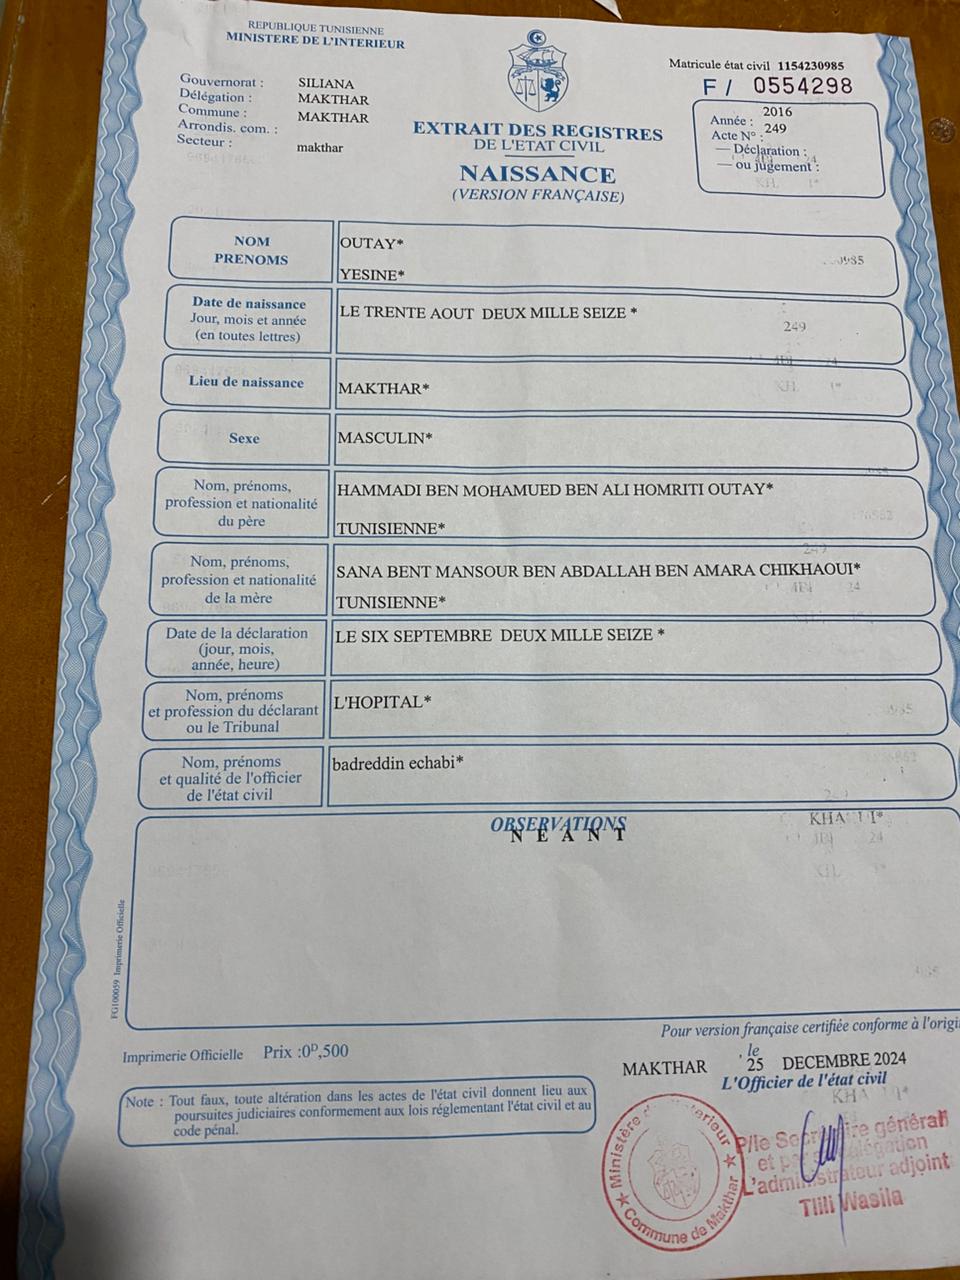 REPUBLIQUE TUNISIENNE
MINISTERE DE L'INTERIEUR
Gouvernorat : SILIANA
Délégation : MAKTHAR
Commune : MAKTHAR
Arrondis. com. :
Secteur : makthar
Matricule état civil 1154230985
F / 0554298
Année : 2016
Acte N° : 249
— Déclaration :
— ou jugement :
EXTRAIT DES REGISTRES
DE L'ETAT CIVIL
NAISSANCE
(VERSION FRANÇAISE)
NOM OUTAY*
PRENOMS YESINE*
Date de naissance
Jour, mois et année
(en toutes lettres)
LE TRENTE AOUT DEUX MILLE SEIZE *
249
Lieu de naissance MAKTHAR*
Sexe MASCULIN*
Nom, prénoms,
profession et nationalité
du père
HAMMADI BEN MOHAMUED BEN ALI HOMRITI OUTAY*
TUNISIENNE*
Nom, prénoms,
profession et nationalité
de la mère
SANA BENT MANSOUR BEN ABDALLAH BEN AMARA CHIKHAOUI*
TUNISIENNE*
Date de la déclaration
(jour, mois,
année, heure)
LE SIX SEPTEMBRE DEUX MILLE SEIZE *
Nom, prénoms
et profession du déclarant
ou le Tribunal
L'HOPITAL*
Nom, prénoms
et qualité de l'officier
de l'état civil
badreddin echabi*
OBSERVATIONS
N E A N T
FG100059 Imprimerie Officielle
Imprimerie Officielle Prix :0ᴰ,500
Note : Tout faux, toute altération dans les actes de l'état civil donnent lieu aux
poursuites judiciaires conformement aux lois réglementant l'état civil et au
code pénal.
Pour version française certifiée conforme à l'origi
MAKTHAR , le 25 DECEMBRE 2024
L'Officier de l'état civil
Ministère de l'Interieur
Commune de Makthar
P/le Secrétaire général
et par délégation
L'administrateur adjoint
Tlili Wasila